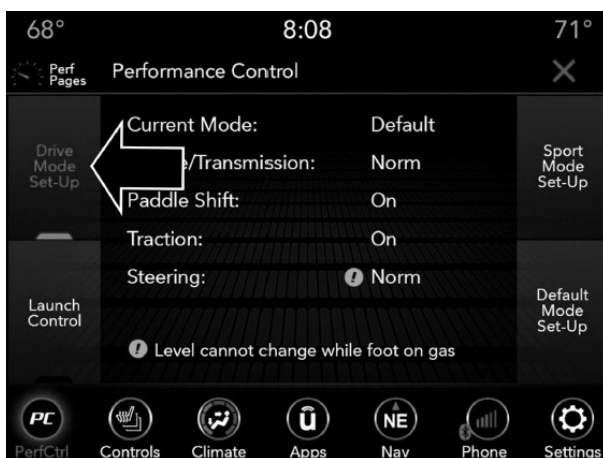 68° 8:08 71°
Perf
Pages
Performance Control
Drive
Mode
Set-Up
Launch
Control
Current Mode: Default
e/Transmission: Norm
Paddle Shift: On
Traction: On
Steering: ! Norm
! Level cannot change while foot on gas
Sport
Mode
Set-Up
Default
Mode
Set-Up
PC û NE
PerfCtrl Controls Climate Apps Nav Phone Settings